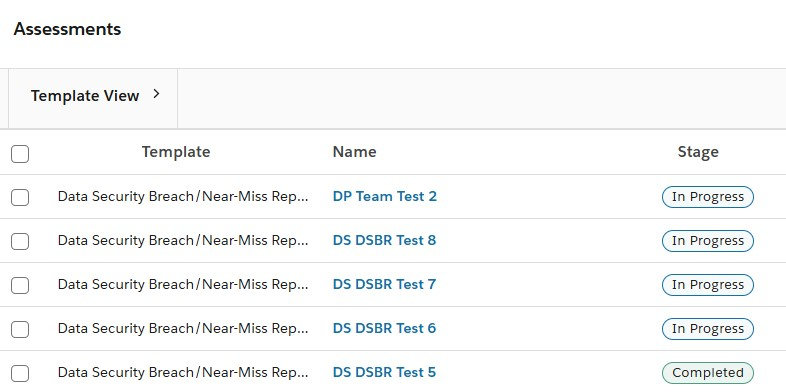 Assessments
Template View
Template Name Stage
Data Security Breach/Near-Miss Rep... DP Team Test 2 In Progress
Data Security Breach/Near-Miss Rep... DS DSBR Test 8 In Progress
Data Security Breach/Near-Miss Rep... DS DSBR Test 7 In Progress
Data Security Breach/Near-Miss Rep... DS DSBR Test 6 In Progress
Data Security Breach/Near-Miss Rep... DS DSBR Test 5 Completed